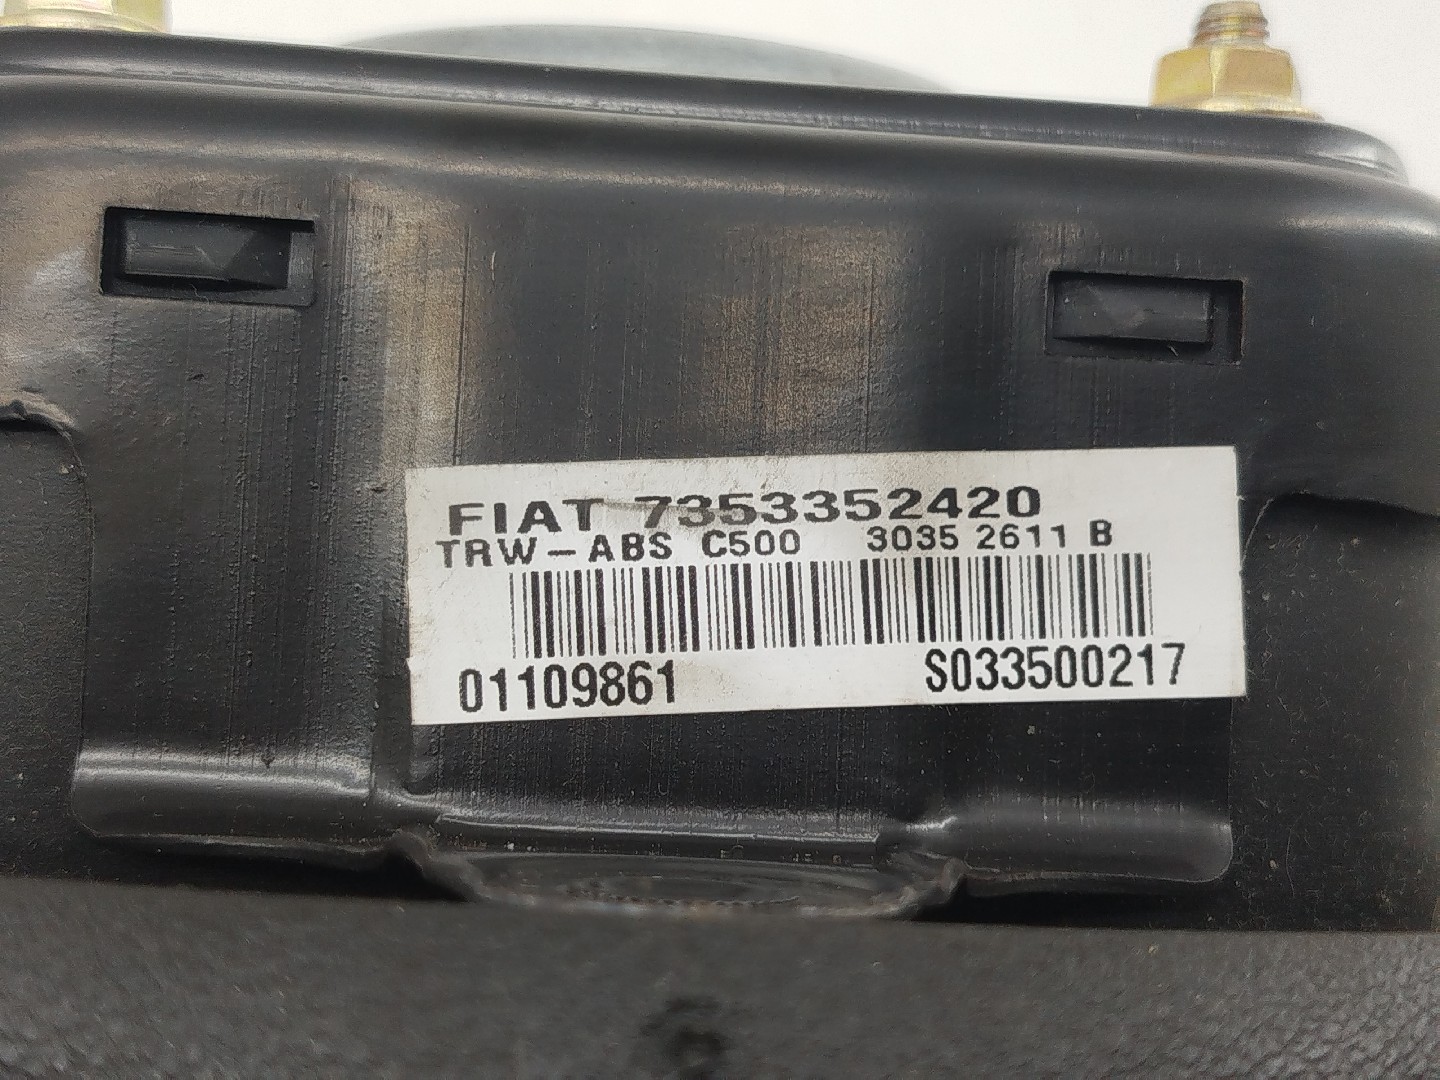 FIAT 7353352420
TRW-ABS C500 3035 2611 B
01109861 S033500217